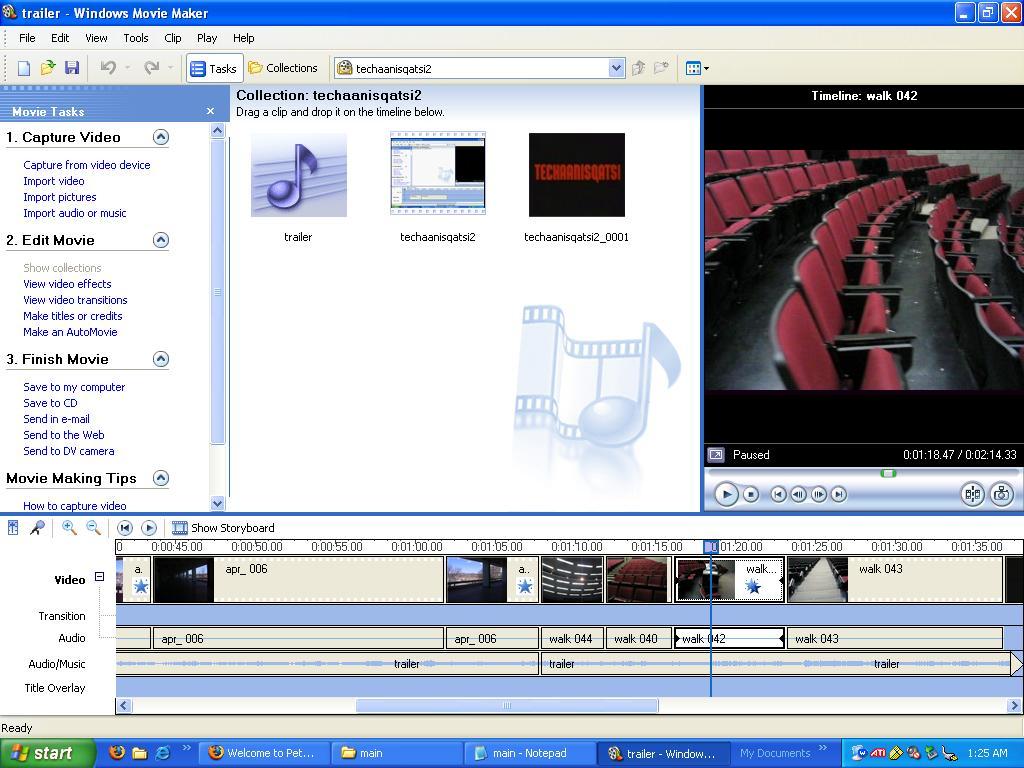 trailer - Windows Movie Maker
File Edit View Tools Clip Play Help
Tasks Collections techaanisqatsi2
Movie Tasks
1. Capture Video
Capture from video device
Import video
Import pictures
Import audio or music
2. Edit Movie
Show collections
View video effects
View video transitions
Make titles or credits
Make an AutoMovie
3. Finish Movie
Save to my computer
Save to CD
Send in e-mail
Send to the Web
Send to DV camera
Movie Making Tips
How to capture video
Collection: techaanisqatsi2
Drag a clip and drop it on the timeline below.
TECHAANISQATSI
trailer techaanisqatsi2 techaanisqatsi2_0001
Timeline: walk 042
Paused 0:01:18.47 / 0:02:14.33
Show Storyboard
0 0:00:45.00 0:00:50.00 0:00:55.00 0:01:00.00 0:01:05.00 0:01:10.00 0:01:15.00 0:01:20.00 0:01:25.00 0:01:30.00 0:01:35.00
Video a. apr_ 006 a.. walk... walk 043
Transition
Audio apr_ 006 apr_ 006 walk 044 walk 040 walk 042 walk 043
Audio/Music trailer trailer trailer
Title Overlay
Ready
start Welcome to Pet... main main - Notepad trailer - Window... My Documents ATI 1:25 AM